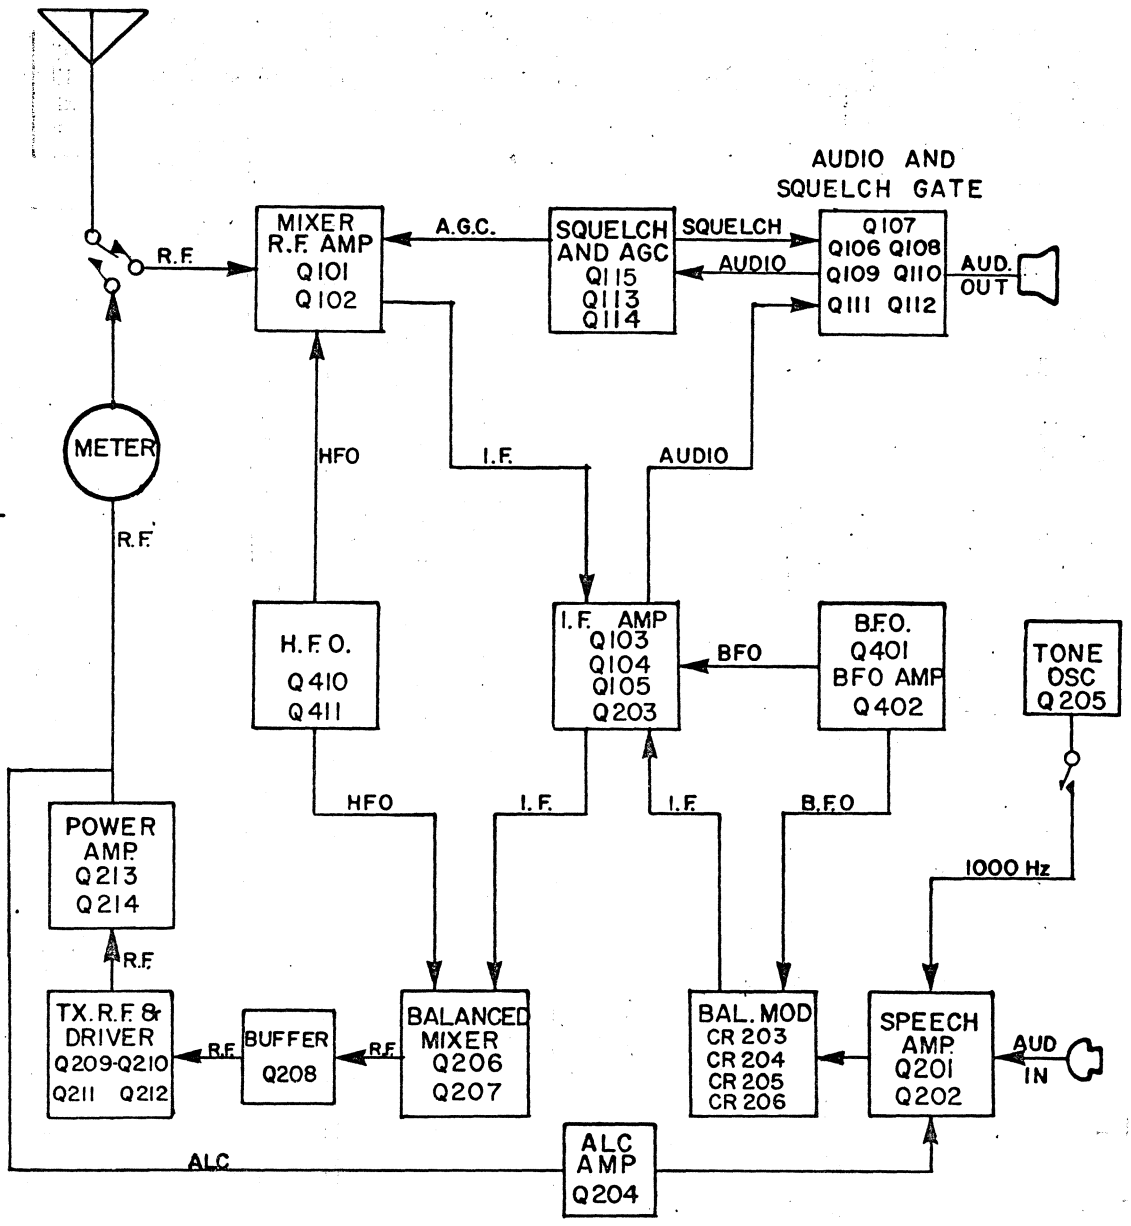 AUDIO AND
SQUELCH GATE
MIXER
R.F. AMP
Q101
Q102
A.G.C.
SQUELCH
AND AGC
Q115
Q113
Q114
SQUELCH
AUDIO
Q107
Q106 Q108
Q109 Q110
Q111 Q112
AUD.
OUT
R.F.
METER
R.F.
HFO
I.F.
AUDIO
H.F.O.
Q410
Q411
I.F. AMP
Q103
Q104
Q105
Q203
BFO
B.F.O.
Q401
BFO AMP
Q402
TONE
OSC
Q205
HFO
I.F.
I.F.
B.F.O
1000 Hz
POWER
AMP.
Q213
Q214
R.F.
TX. R.F. &
DRIVER
Q209-Q210
Q211 Q212
R.F.
BUFFER
Q208
R.F.
BALANCED
MIXER
Q206
Q207
BAL. MOD
CR 203
CR 204
CR 205
CR 206
SPEECH
AMP.
Q201
Q202
AUD
IN
ALC
ALC
AMP
Q204